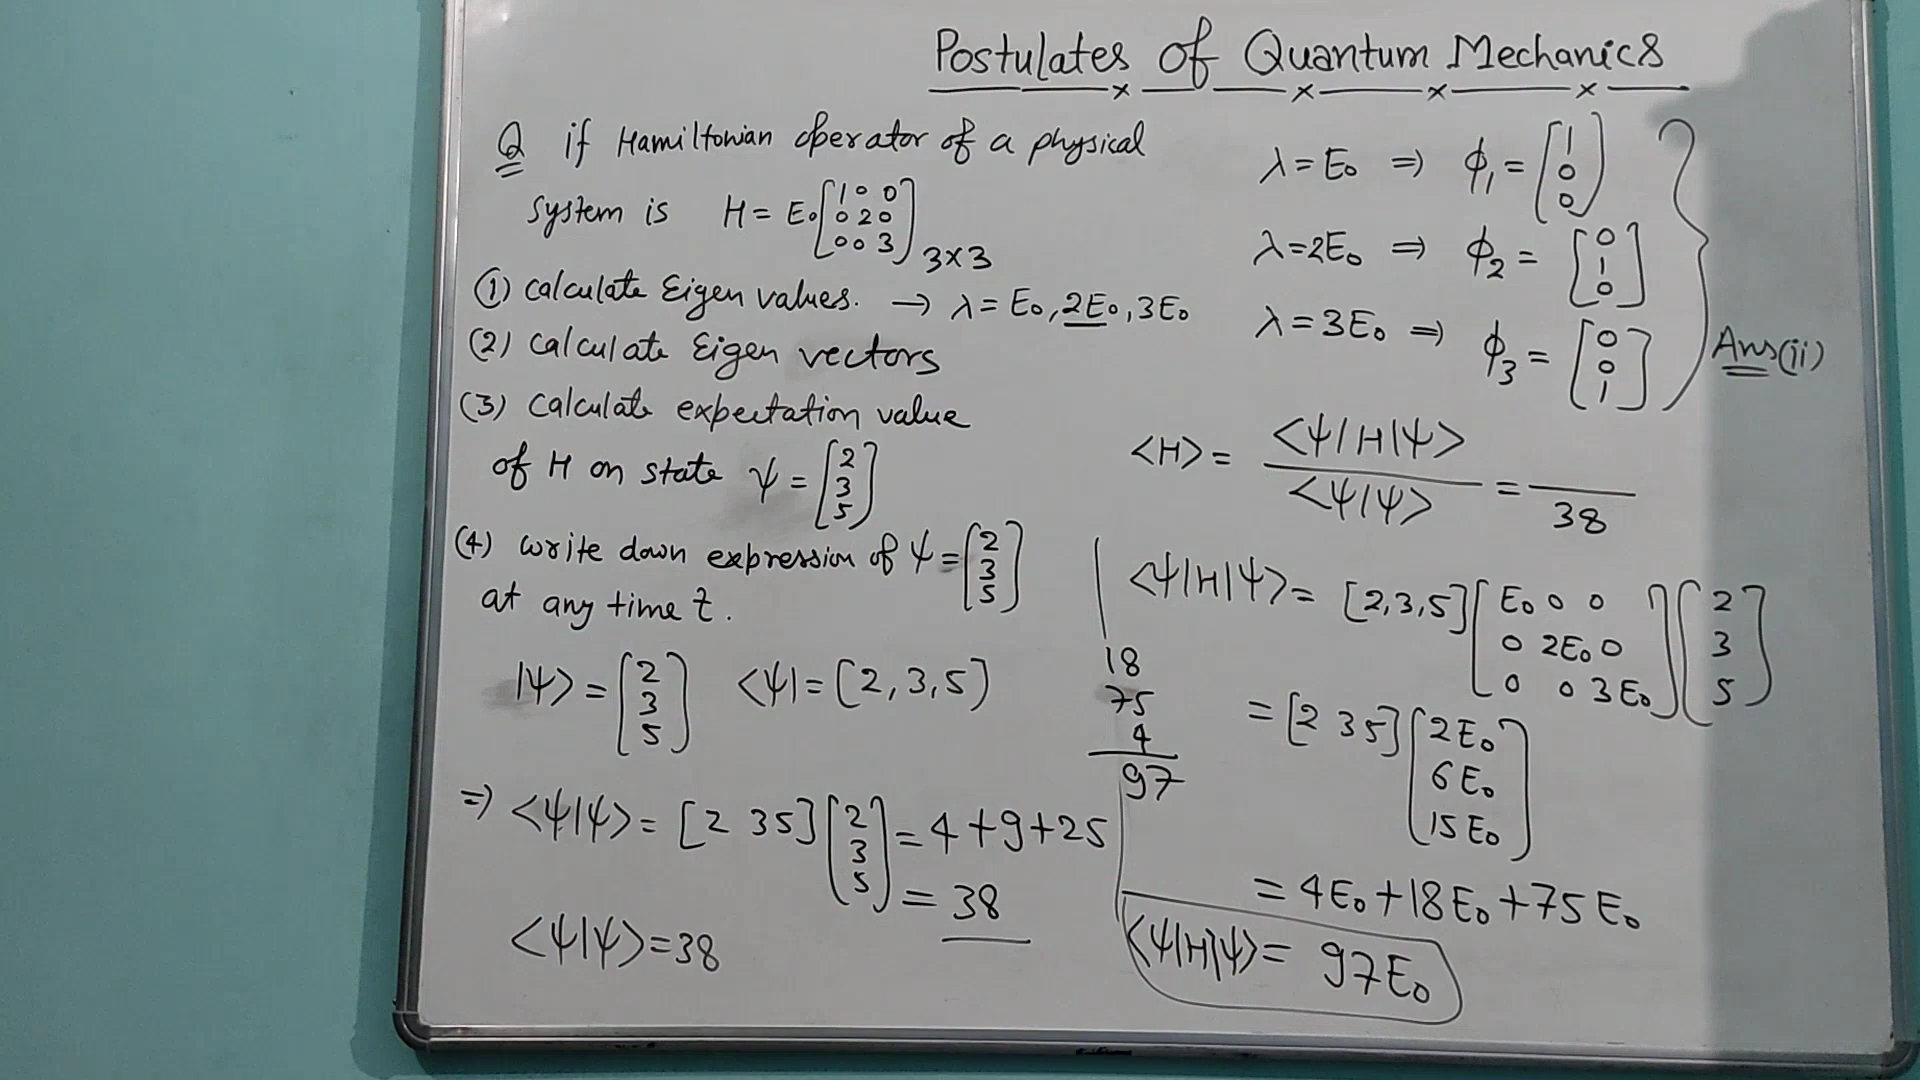 Postulates of Quantum Mechanics
Q if Hamiltonian operator of a physical
system is H = E₀[1 0 0
0 2 0
0 0 3]3×3
(1) Calculate Eigen values. → λ = E₀, 2E₀, 3E₀
(2) Calculate Eigen vectors
(3) Calculate expectation value
of H on state ψ = [2
3
5]
(4) write down expression of ψ = [2
3
5]
at any time t.
|ψ> = [2
3
5] <ψ| = [2, 3, 5]
⇒ <ψ|ψ> = [2 3 5][2
3
5] = 4+9+25
= 38
<ψ|ψ> = 38
λ = E₀ ⇒ ϕ₁ = [1
0
0]
λ = 2E₀ ⇒ ϕ₂ = [0
1
0]
λ = 3E₀ ⇒ ϕ₃ = [0
0
1]
Ans(ii)
<H> = <ψ|H|ψ>
<ψ|ψ> =
38
<ψ|H|ψ> = [2,3,5][E₀ 0 0
0 2E₀ 0
0 0 3E₀][2
3
5]
18
75
4
97
= [2 3 5][2E₀
6E₀
15E₀]
= 4E₀+18E₀+75E₀
<ψ|H|ψ> = 97E₀